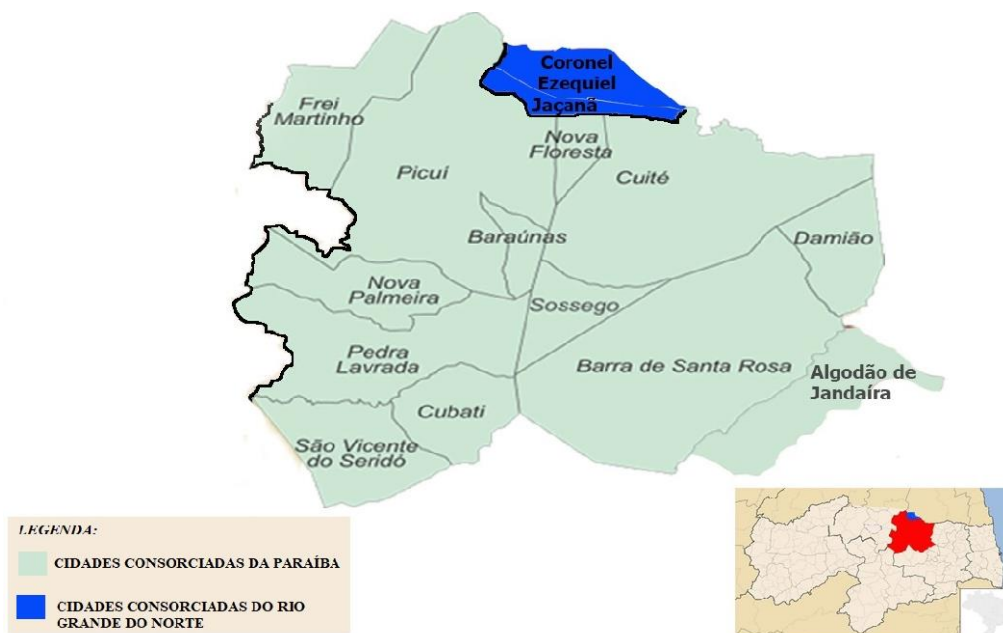 Coronel
Ezequiel
Jaçanã
Frei
Martinho
Nova
Floresta
Picuí
Cuité
Baraúnas
Damião
Nova
Palmeira
Sossego
Pedra
Lavrada
Barra de Santa Rosa
Algodão de
Jandaíra
Cubati
São Vicente
do Seridó
LEGENDA:
CIDADES CONSORCIADAS DA PARAÍBA
CIDADES CONSORCIADAS DO RIO
GRANDE DO NORTE